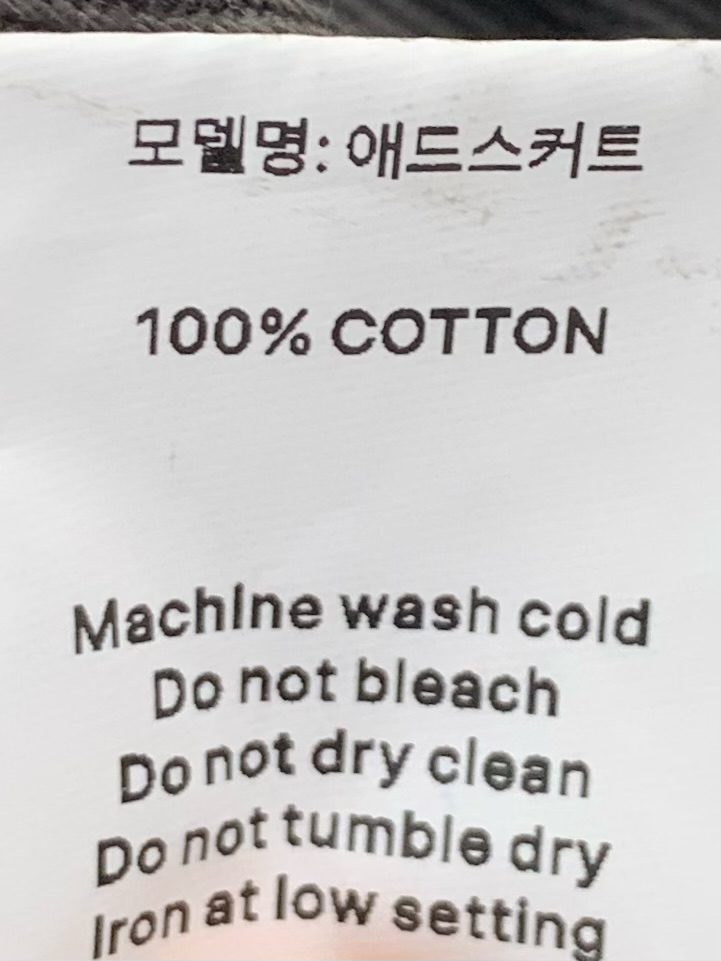 모델명: 애드스커트
100% COTTON
Machine wash cold
Do not bleach
Do not dry clean
Do not tumble dry
Iron at low setting